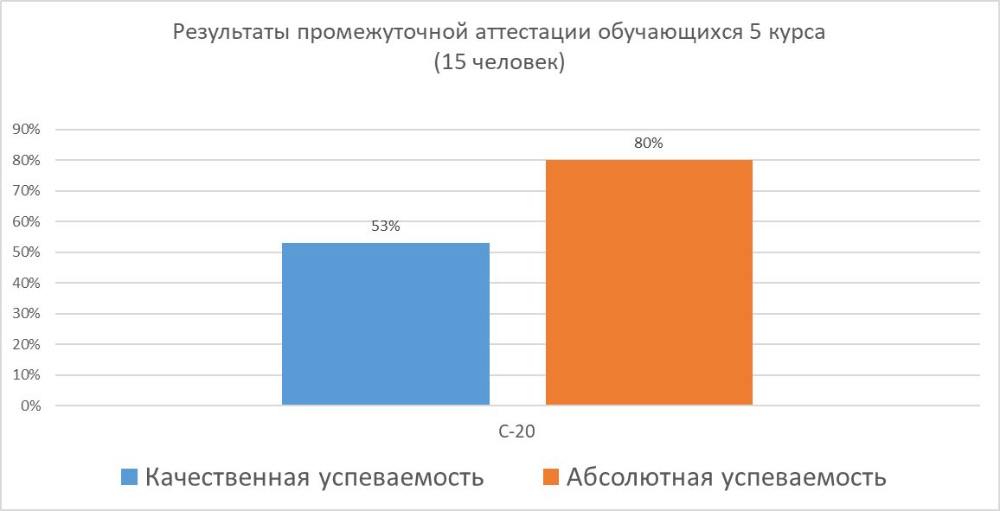 Результаты промежуточной аттестации обучающихся 5 курса
(15 человек)
90%
80%
80%
70%
60%
53%
50%
40%
30%
20%
10%
0%
С-20
Качественная успеваемость
Абсолютная успеваемость